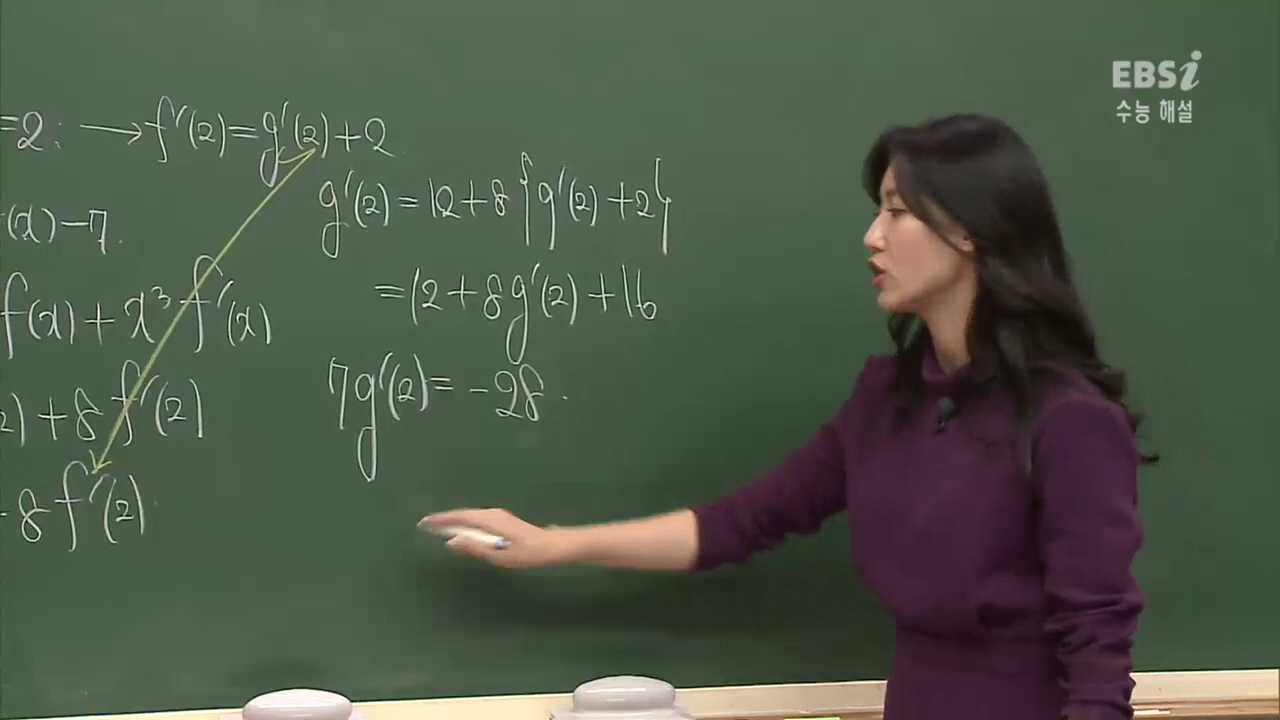 =2: → f'(2)=g'(2)+2
(x)-7.
f(x)+x³f'(x)
2)+8f'(2)
8f'(2)
g'(2)=12+8{g'(2)+2}
=12+8g'(2)+16
7g'(2)=-28.
EBSi
수능 해설